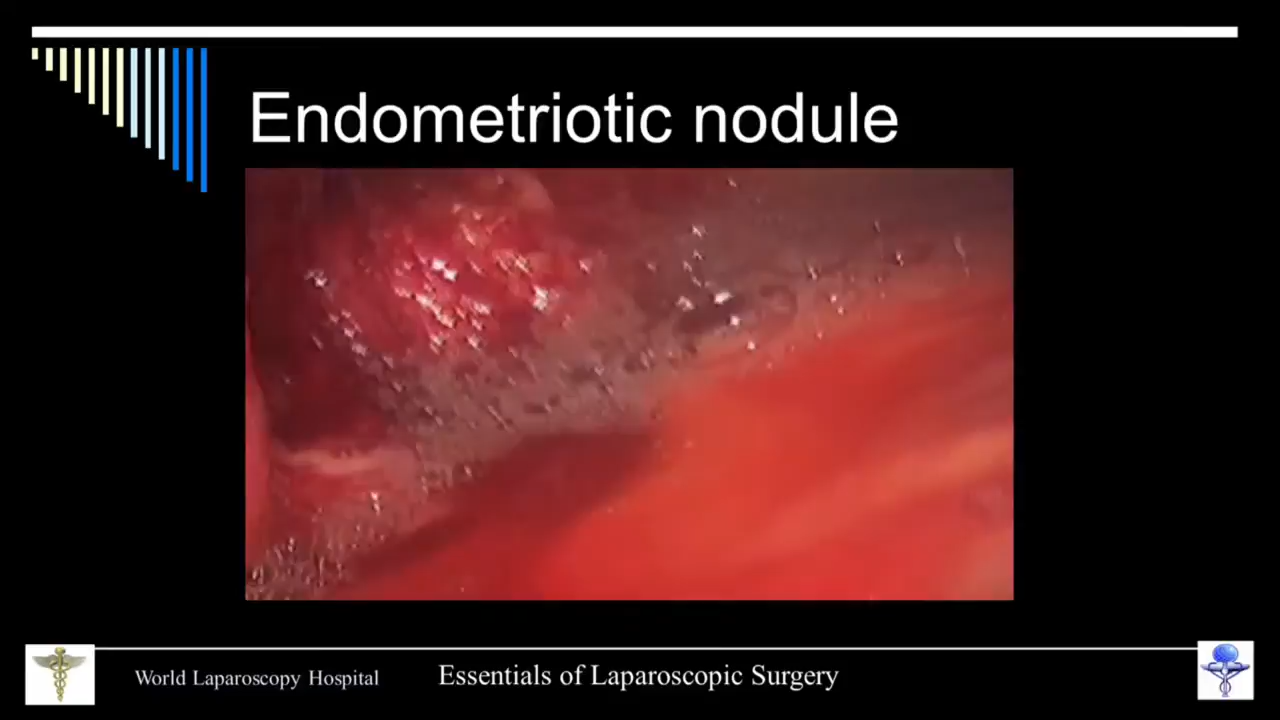 Endometriotic nodule
World Laparoscopy Hospital
Essentials of Laparoscopic Surgery